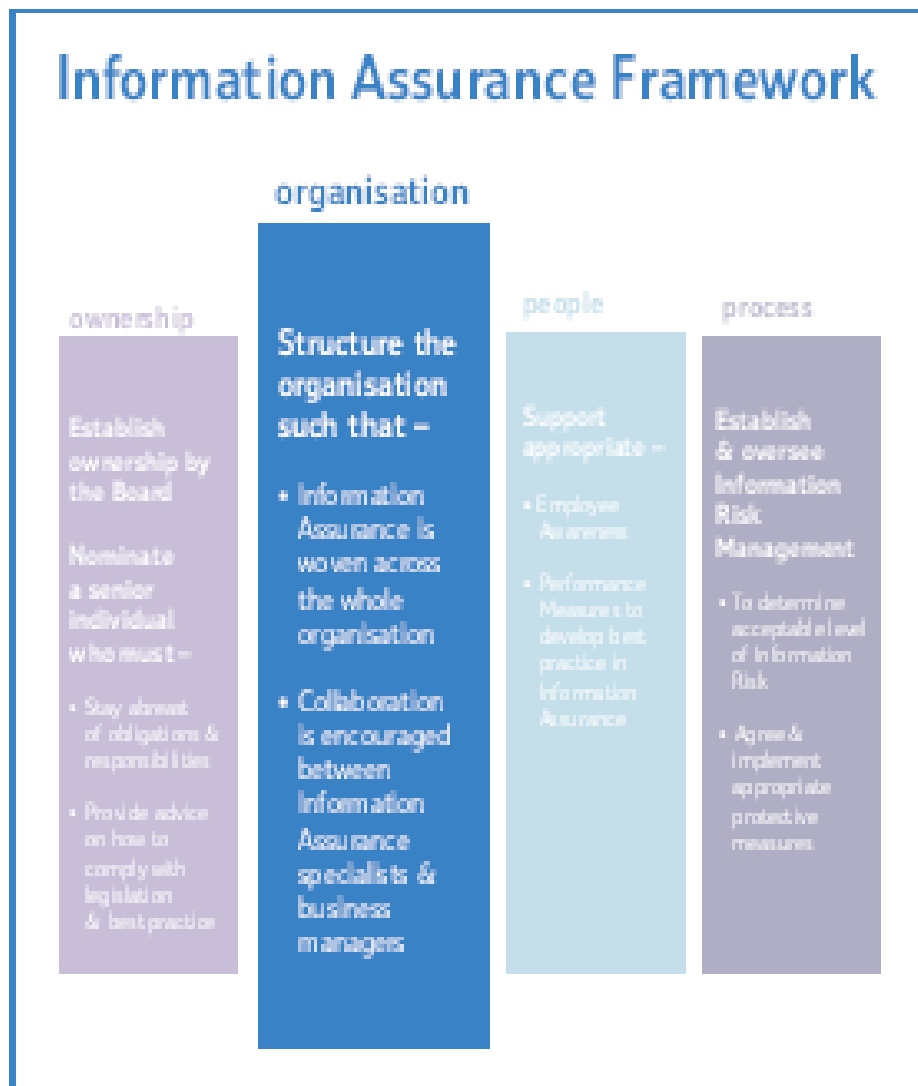 Information Assurance Framework
ownership
Establish
ownership by
the Board
Nominate
a senior
individual
who must –
• Stay abreast
of obligations &
responsibilities
• Provide advice
on how to
comply with
legislation
& best practice
organisation
Structure the
organisation
such that –
• Information
Assurance is
woven across
the whole
organisation
• Collaboration
is encouraged
between
Information
Assurance
specialists &
business
managers
people
Support
appropriate –
• Employee
Awareness
• Performance
Measures to
develop best
practice in
Information
Assurance
process
Establish
& oversee
Information
Risk
Management
• To determine
acceptable level
of Information
Risk
• Agree &
implement
appropriate
protective
measures